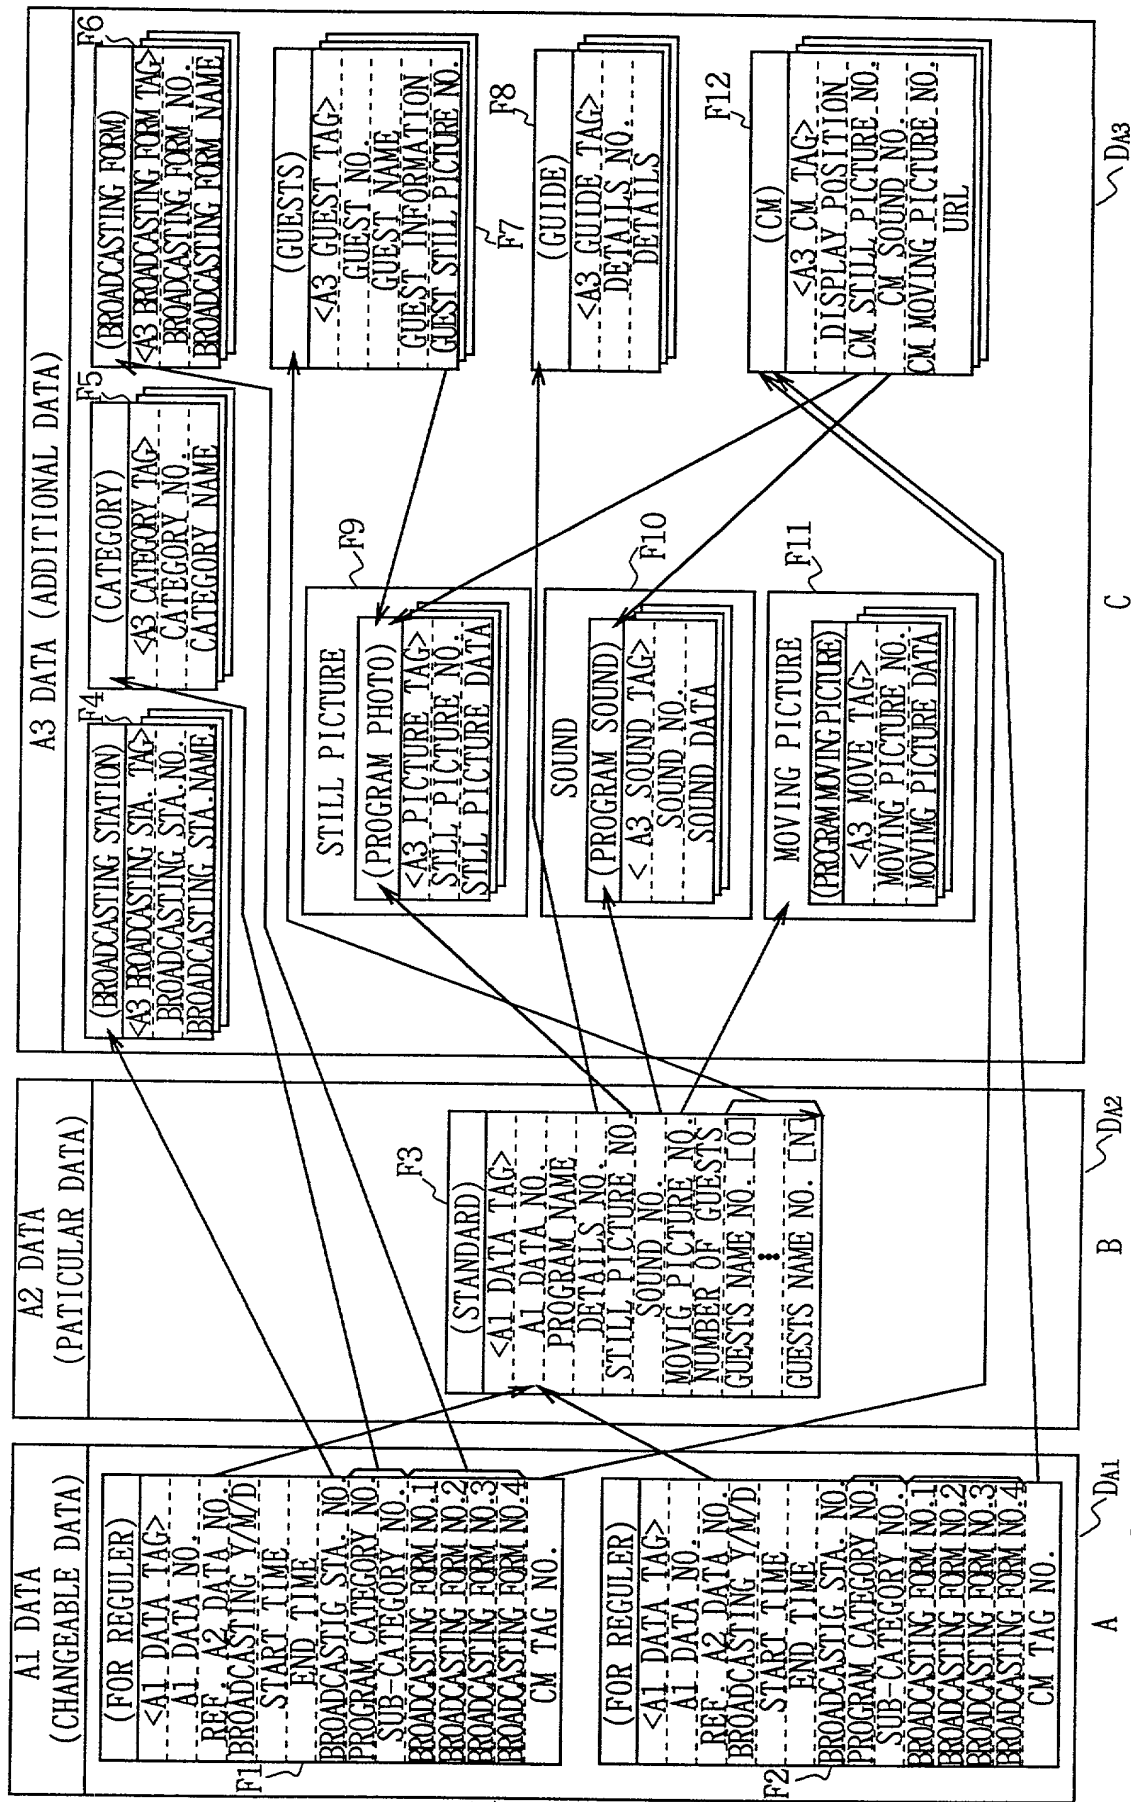 A1 DATA
(CHANGEABLE DATA)
(FOR REGULER)
<A1 DATA TAG>
A1 DATA NO.
REF. A2 DATA NO.
BROADCASTING Y/M/D
START TIME
END TIME
BROADCASTIG STA. NO.
PROGRAM CATEGORY NO.
SUB-CATEGORY NO.
BROADCASTING FORM NO.1
BROADCASTING FORM NO.2
BROADCASTING FORM NO.3
BROADCASTING FORM NO.4
CM TAG NO.
F1
(FOR REGULER)
<A1 DATA TAG>
A1 DATA NO.
REF. A2 DATA NO.
BROADCASTING Y/M/D
START TIME
END TIME
BROADCASTIG STA. NO.
PROGRAM CATEGORY NO.
SUB-CATEGORY NO.
BROADCASTING FORM NO.1
BROADCASTING FORM NO.2
BROADCASTING FORM NO.3
BROADCASTING FORM NO.4
CM TAG NO.
F2
DA1
A
A2 DATA
(PATICULAR DATA)
F3
(STANDARD)
<A1 DATA TAG>
A1 DATA NO.
PROGRAM NAME
DETAILS NO.
STILL PICTURE NO.
SOUND NO.
MOVIG PICTURE NO.
NUMBER OF GUESTS
GUESTS NAME NO. [0]
GUESTS NAME NO. [N]
DA2
B
A3 DATA (ADDITIONAL DATA)
F4
(BROADCASTING STATION)
<A3 BROADCASTING STA. TAG>
BROADCASTING STA.NO.
BROADCASTING STA.NAME
F5
(CATEGORY)
<A3 CATEGORY TAG>
CATEGORY NO.
CATEGORY NAME
F6
(BROADCASTING FORM)
<A3 BROADCASTING FORM TAG>
BROADCASTING FORM NO.
BROADCASTING FORM NAME
F9
STILL PICTURE
(PROGRAM PHOTO)
<A3 PICTURE TAG>
STLL PICTURE NO.
STLL PICTURE DATA
(GUESTS)
<A3 GUEST TAG>
GUEST NO.
GUEST NAME
GUEST INFORMATION
GUEST STILL PICTURE NO.
F7
F10
SOUND
(PROGRAM SOUND)
< A3 SOUND TAG>
SOUND NO.
SOUND DATA
F8
(GUIDE)
<A3 GUIDE TAG>
DETAILS NO.
DETAILS
F11
MOVING PICTURE
(PROGRAM MOVING PICTURE)
<A3 MOVE TAG>
MOVING PICTURE NO.
MOVIMG PICTURE DATA
F12
(CM)
<A3 CM TAG>
DISPLAY POSITION
CM STILL PICTURE NO.
CM SOUND NO.
CM MOVING PICTURE NO.
URL
DA3
C